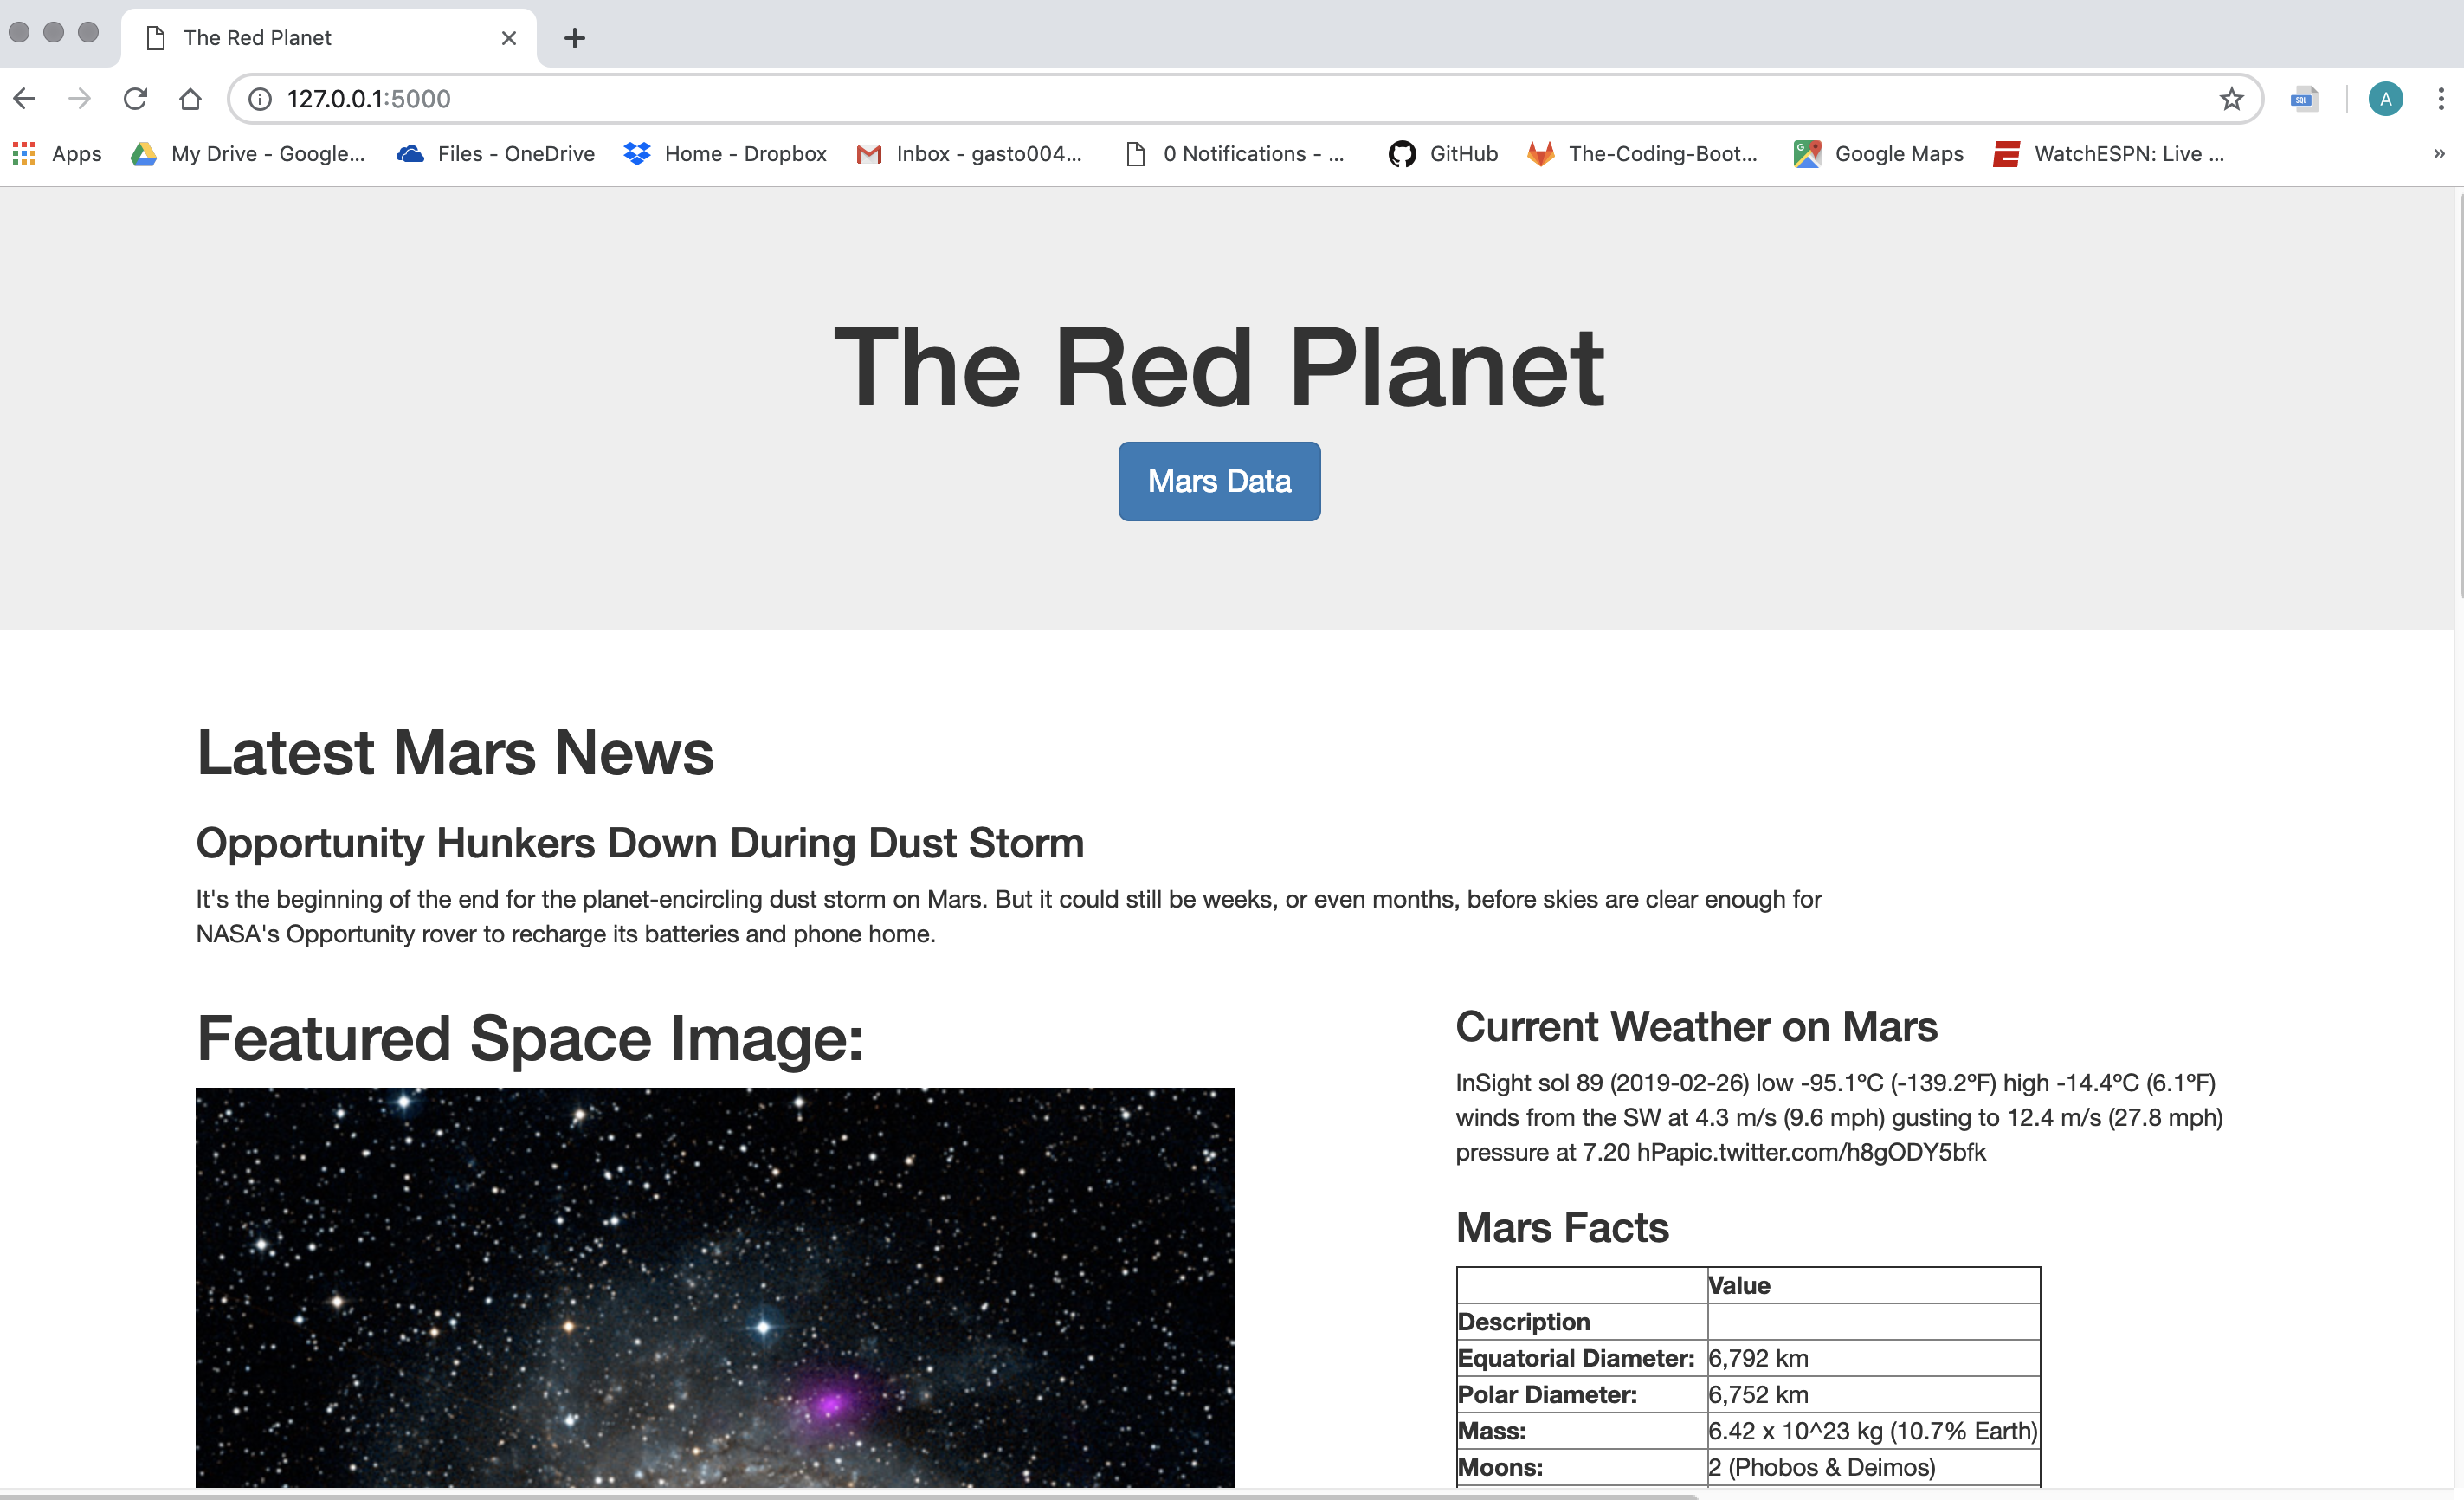 The Red Planet
127.0.0.1:5000
SQL
A
Apps
My Drive - Google...
Files - OneDrive
Home - Dropbox
Inbox - gasto004...
0 Notifications - ...
GitHub
The-Coding-Boot...
Google Maps
WatchESPN: Live ...
»
The Red Planet
Mars Data
Latest Mars News
Opportunity Hunkers Down During Dust Storm
It's the beginning of the end for the planet-encircling dust storm on Mars. But it could still be weeks, or even months, before skies are clear enough for
NASA's Opportunity rover to recharge its batteries and phone home.
Featured Space Image:
Current Weather on Mars
InSight sol 89 (2019-02-26) low -95.1ºC (-139.2ºF) high -14.4ºC (6.1ºF)
winds from the SW at 4.3 m/s (9.6 mph) gusting to 12.4 m/s (27.8 mph)
pressure at 7.20 hPapic.twitter.com/h8gODY5bfk
Mars Facts
Value
Description
Equatorial Diameter: 6,792 km
Polar Diameter: 6,752 km
Mass: 6.42 x 10^23 kg (10.7% Earth)
Moons: 2 (Phobos & Deimos)